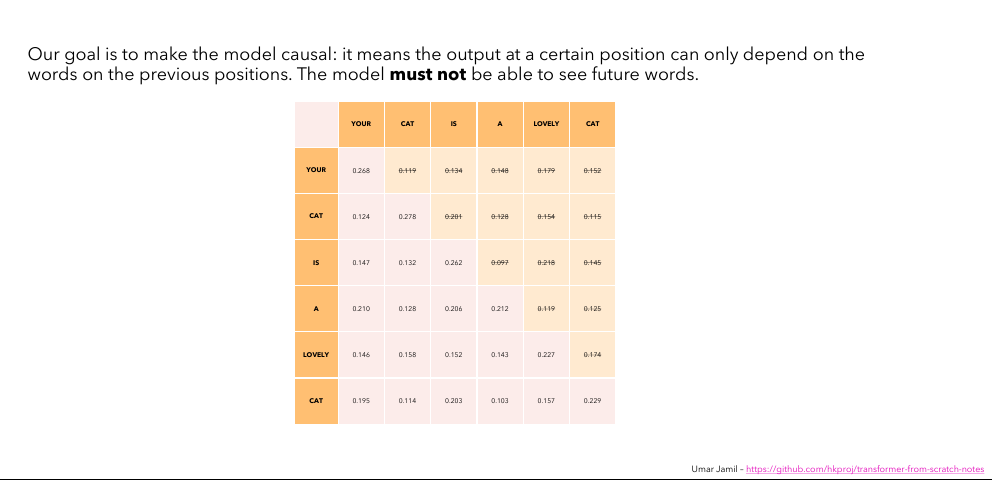 Our goal is to make the model causal: it means the output at a certain position can only depend on the
words on the previous positions. The model must not be able to see future words.
YOUR CAT IS A LOVELY CAT
YOUR 0.268 0.119 0.134 0.148 0.179 0.152
CAT 0.124 0.278 0.201 0.128 0.154 0.115
IS 0.147 0.132 0.262 0.097 0.218 0.145
A 0.210 0.128 0.206 0.212 0.119 0.125
LOVELY 0.146 0.158 0.152 0.143 0.227 0.174
CAT 0.195 0.114 0.203 0.103 0.157 0.229
Umar Jamil – https://github.com/hkproj/transformer-from-scratch-notes